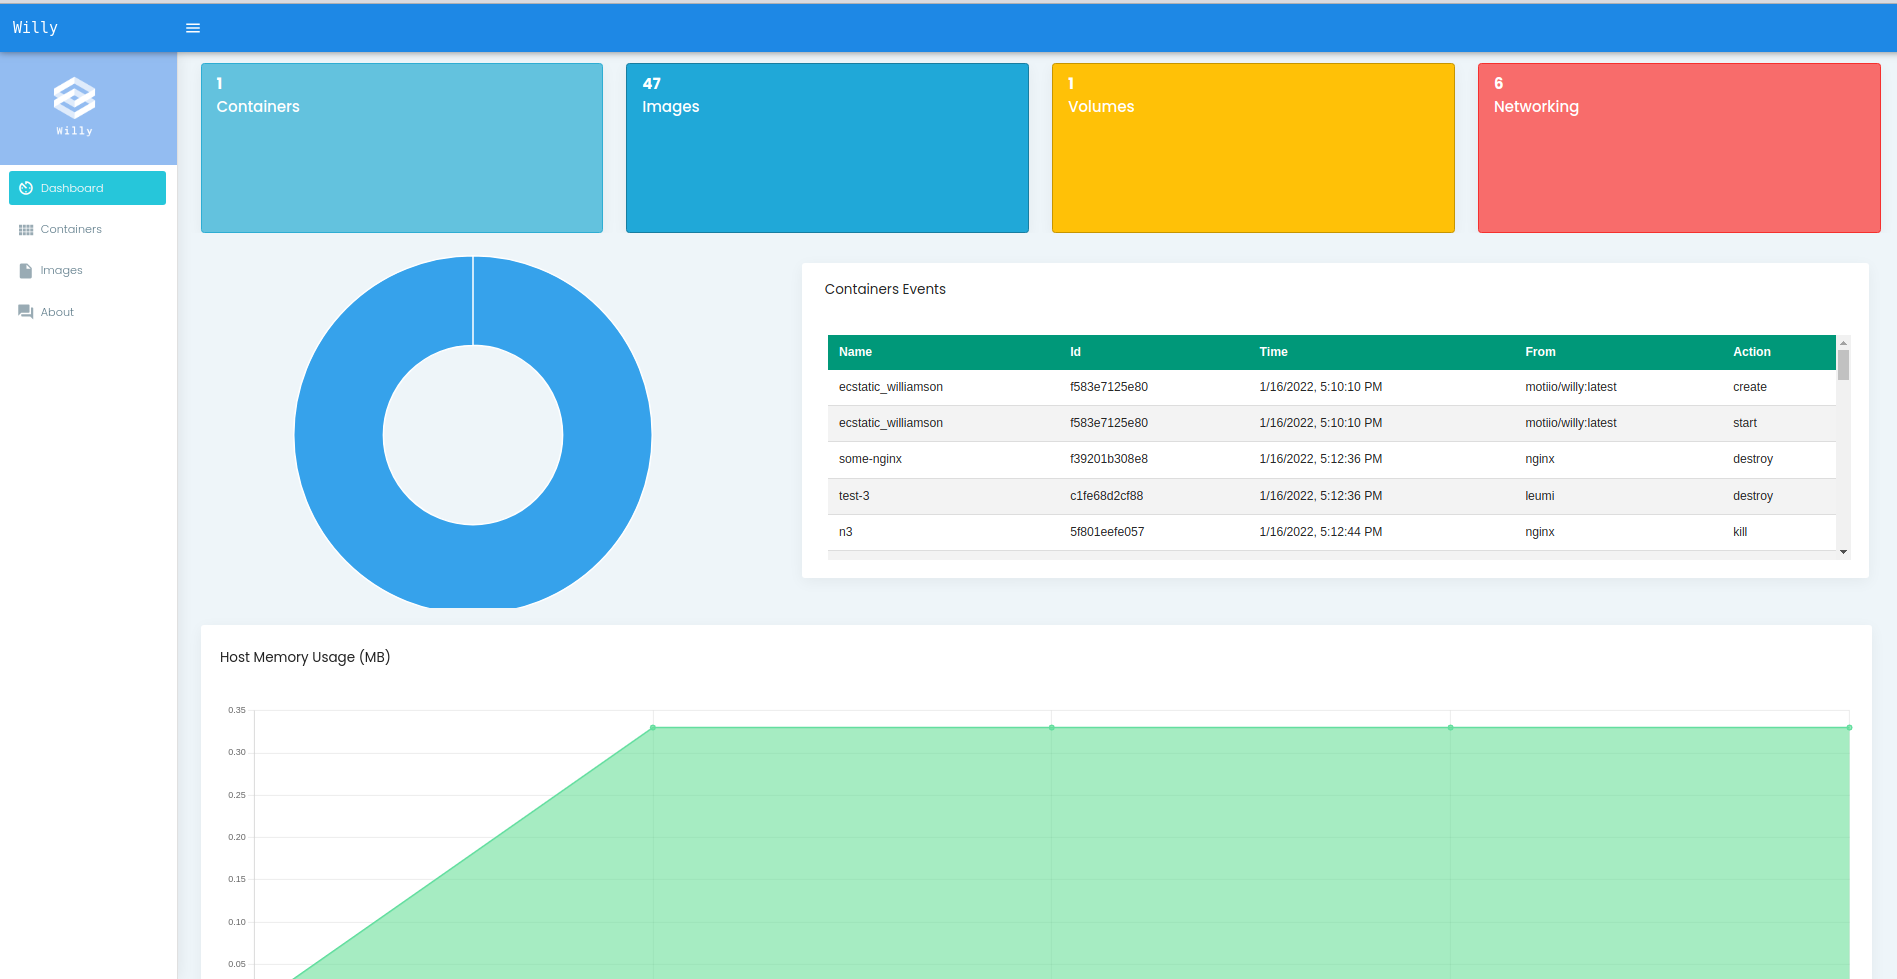 Willy
Willy
Dashboard
Containers
Images
About
1
Containers
47
Images
1
Volumes
6
Networking
Containers Events
Name Id Time From Action
ecstatic_williamson f583e7125e80 1/16/2022, 5:10:10 PM motiio/willy:latest create
ecstatic_williamson f583e7125e80 1/16/2022, 5:10:10 PM motiio/willy:latest start
some-nginx f39201b308e8 1/16/2022, 5:12:36 PM nginx destroy
test-3 c1fe68d2cf88 1/16/2022, 5:12:36 PM leumi destroy
n3 5f801eefe057 1/16/2022, 5:12:44 PM nginx kill
Host Memory Usage (MB)
0.35
0.30
0.25
0.20
0.15
0.10
0.05